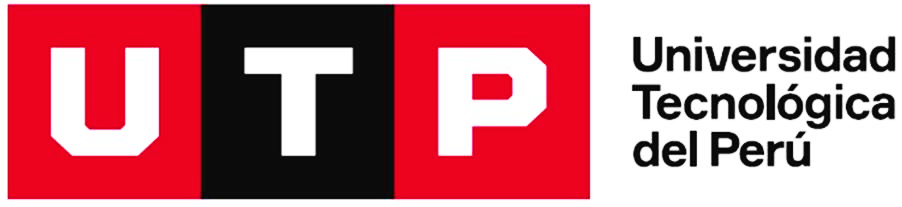 UTP
Universidad
Tecnológica
del Perú